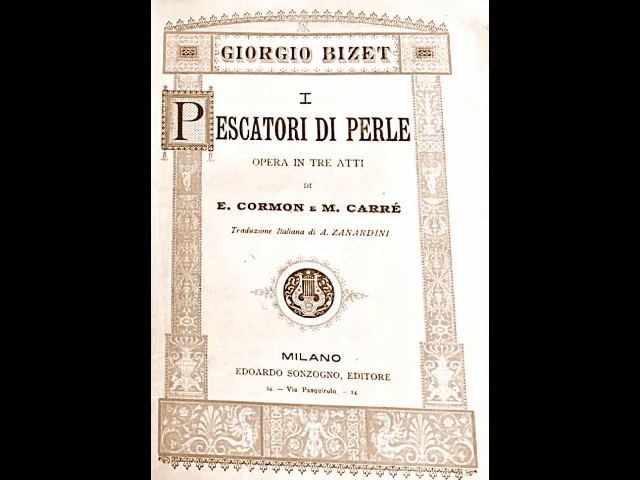 GIORGIO BIZET
I
PESCATORI DI PERLE
OPERA IN TRE ATTI
DI
E. CORMON E M. CARRÉ
Traduzione Italiana di A. ZANARDINI
MILANO
EDOARDO SONZOGNO, EDITORE
14. — Via Pasquirolo. — 14